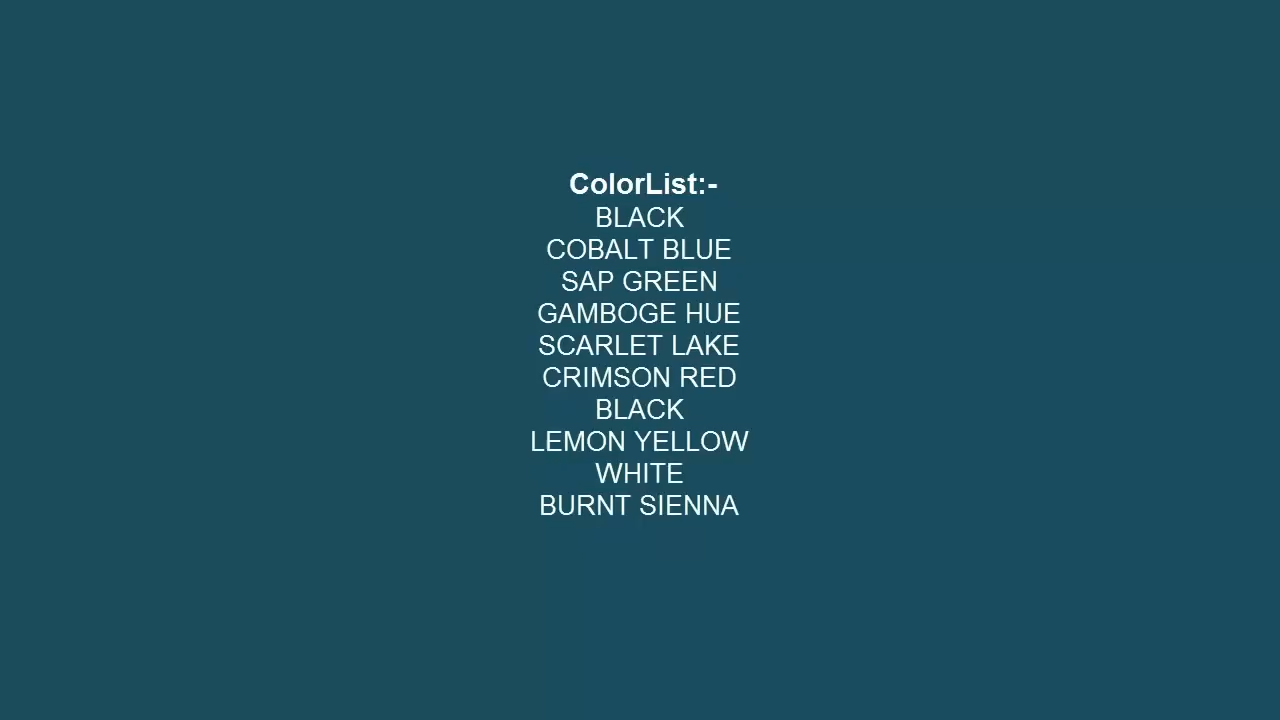 ColorList:-
BLACK
COBALT BLUE
SAP GREEN
GAMBOGE HUE
SCARLET LAKE
CRIMSON RED
BLACK
LEMON YELLOW
WHITE
BURNT SIENNA